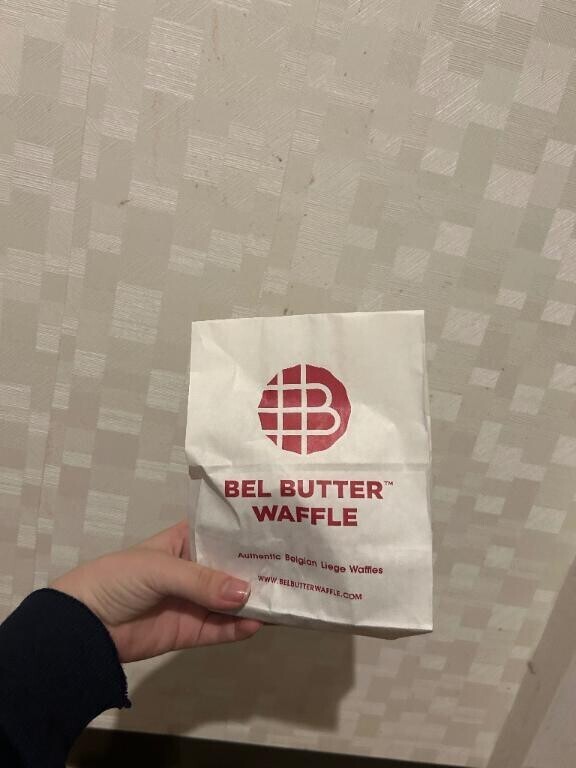 B
BEL BUTTER™
WAFFLE
Authentic Belgian Liege Waffles
WWW.BELBUTTERWAFFLE.COM